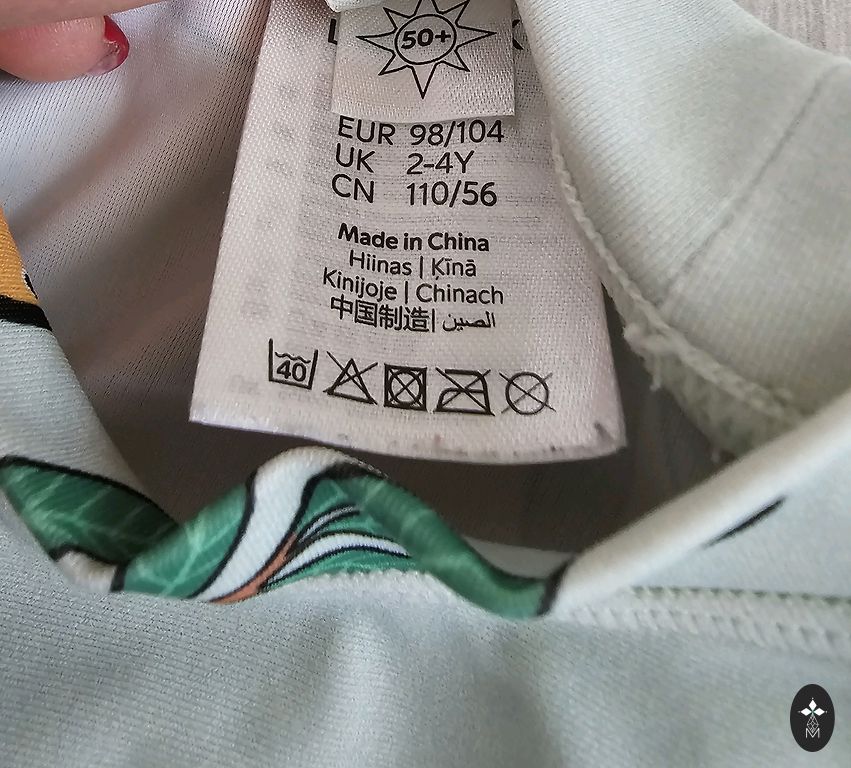 50+
EUR 98/104
UK 2-4Y
CN 110/56
Made in China
Hiinas | Ķīnā
Kinijoje | Chinach
中国制造 | الصين
40
M